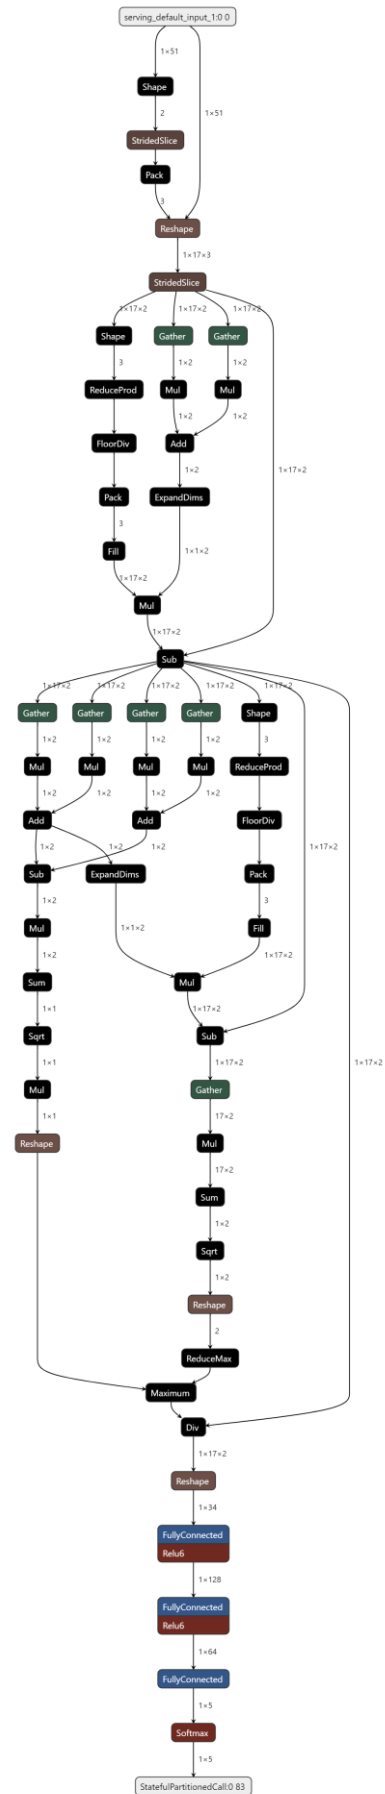 serving_default_input_1:0 0
1×51
Shape
1×51
2
StridedSlice
Pack
3
Reshape
1×17×3
StridedSlice
1×17×2 1×17×2 1×17×2
Shape Gather Gather
3 1×2 1×2
ReduceProd Mul Mul
1×2 1×2
FloorDiv Add
1×2 1×17×2
Pack ExpandDims
3 1×1×2
Fill
1×17×2
Mul
1×17×2
Sub
1×17×2 1×17×2 1×17×2 1×17×2 1×17×2
Gather Gather Gather Gather Shape
1×2 1×2 1×2 1×2 3
Mul Mul Mul Mul ReduceProd
1×2 1×2 1×2 1×2
Add Add FloorDiv
1×2 1×2 1×2 1×17×2
Sub ExpandDims Pack
1×2 3
Mul 1×1×2 Fill
1×2 1×17×2
Sum Mul
1×1 1×17×2
Sqrt Sub
1×1 1×17×2 1×17×2
Mul Gather
1×1 17×2
Reshape Mul
17×2
Sum
1×2
Sqrt
1×2
Reshape
2
ReduceMax
Maximum
Div
1×17×2
Reshape
1×34
FullyConnected
Relu6
1×128
FullyConnected
Relu6
1×64
FullyConnected
1×5
Softmax
1×5
StatefulPartitionedCall:0 83